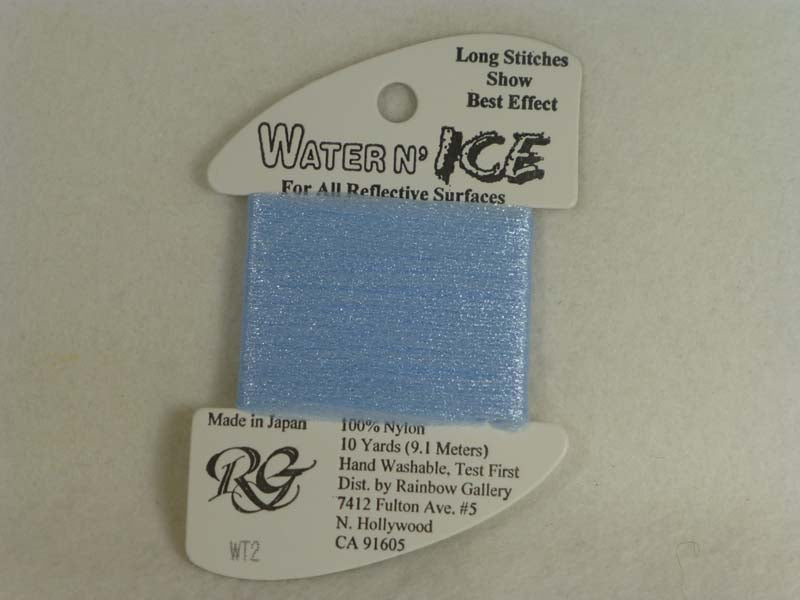 Long Stitches
Show
Best Effect
WATER N' ICE
For All Reflective Surfaces
Made in Japan
100% Nylon
10 Yards (9.1 Meters)
Hand Washable, Test First
Dist. by Rainbow Gallery
7412 Fulton Ave. #5
N. Hollywood
CA 91605
RG
WT2